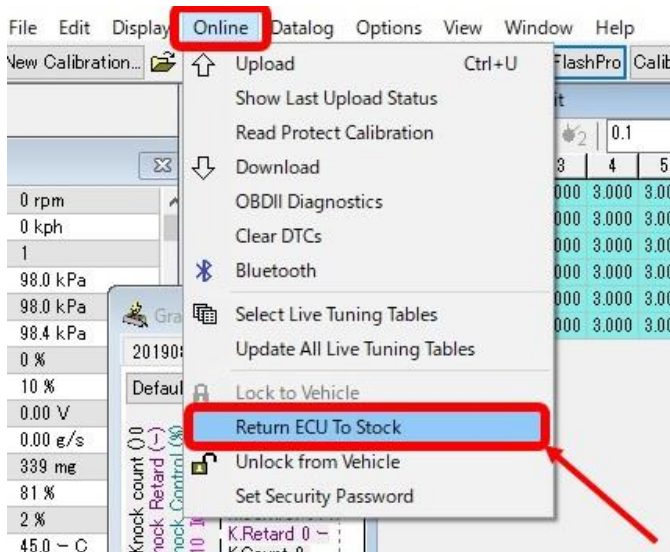 File Edit Display Online Datalog Options View Window Help
New Calibration...
FlashPro
Upload Ctrl+U
Show Last Upload Status
Read Protect Calibration
Download
OBDII Diagnostics
Clear DTCs
Bluetooth
Select Live Tuning Tables
Update All Live Tuning Tables
Lock to Vehicle
Return ECU To Stock
Unlock from Vehicle
Set Security Password
0 rpm
0 kph
1
98.0 kPa
98.0 kPa
98.4 kPa
0 %
10 %
0.00 V
0.00 g/s
339 mg
81 %
2 %
45.0 – C
Knock count ()
Knock Retard (–)
Knock Control (%)
K.Retard 0 –
K.Count 0
0.1
3 4 5
000 3.000 3.00
000 3.000 3.00
000 3.000 3.00
000 3.000 3.00
000 3.000 3.00
000 3.000 3.00